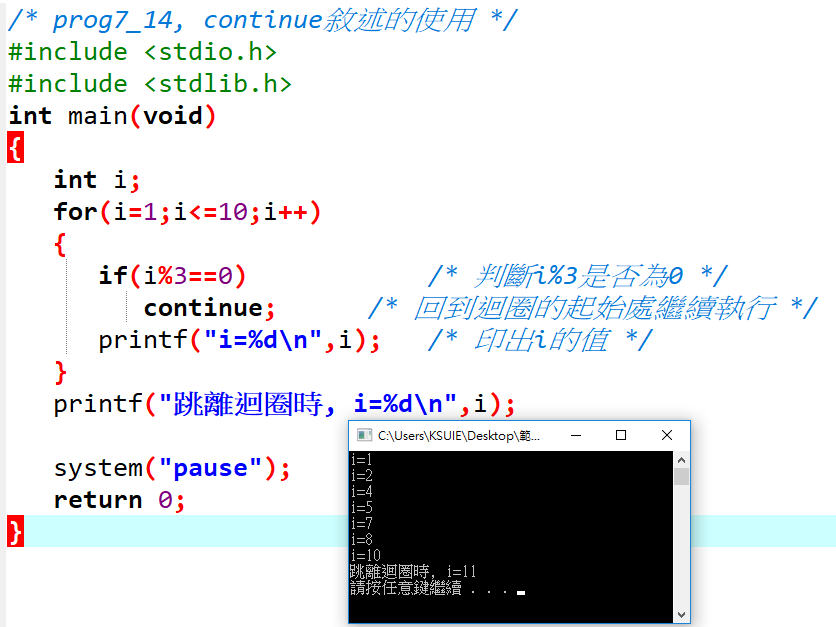 /* prog7_14, continue敘述的使用 */
#include <stdio.h>
#include <stdlib.h>
int main(void)
{
   int i;
   for(i=1;i<=10;i++)
   {
      if(i%3==0)            /* 判斷i%3是否為0 */
         continue;      /* 回到迴圈的起始處繼續執行 */
      printf("i=%d\n",i);   /* 印出i的值 */
   }
   printf("跳離迴圈時, i=%d\n",i);
   system("pause");
   return 0;
}
C:\Users\KSUIE\Desktop\範...
i=1
i=2
i=4
i=5
i=7
i=8
i=10
跳離迴圈時, i=11
請按任意鍵繼續 . . .